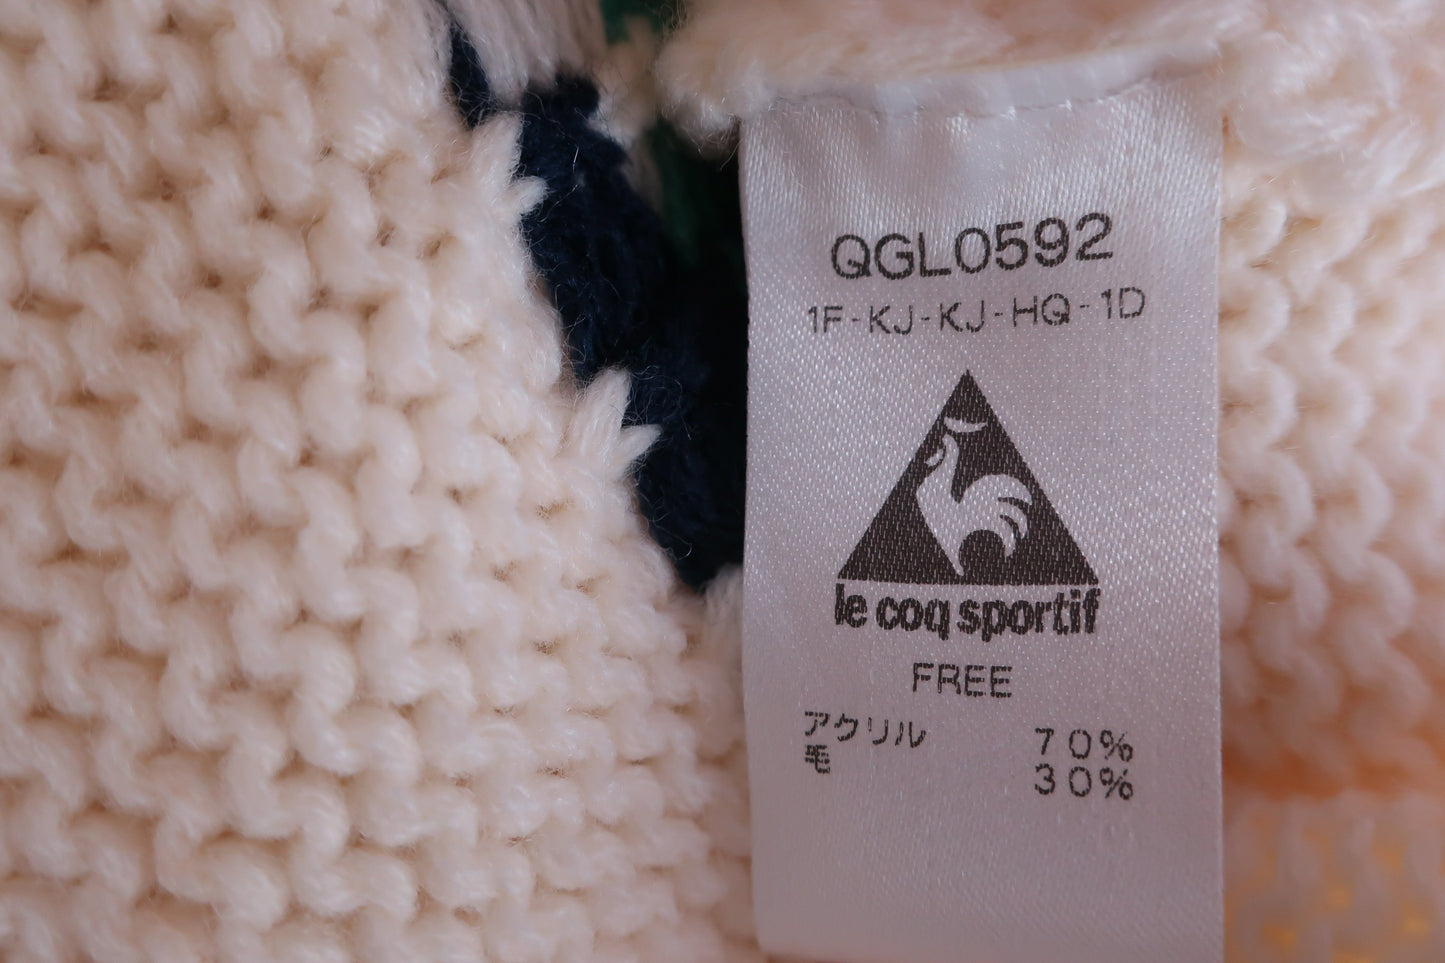 QGL0592
1F-KJ-KJ-HQ-1D
le coq sportif
FREE
アクリル 70%
毛 30%